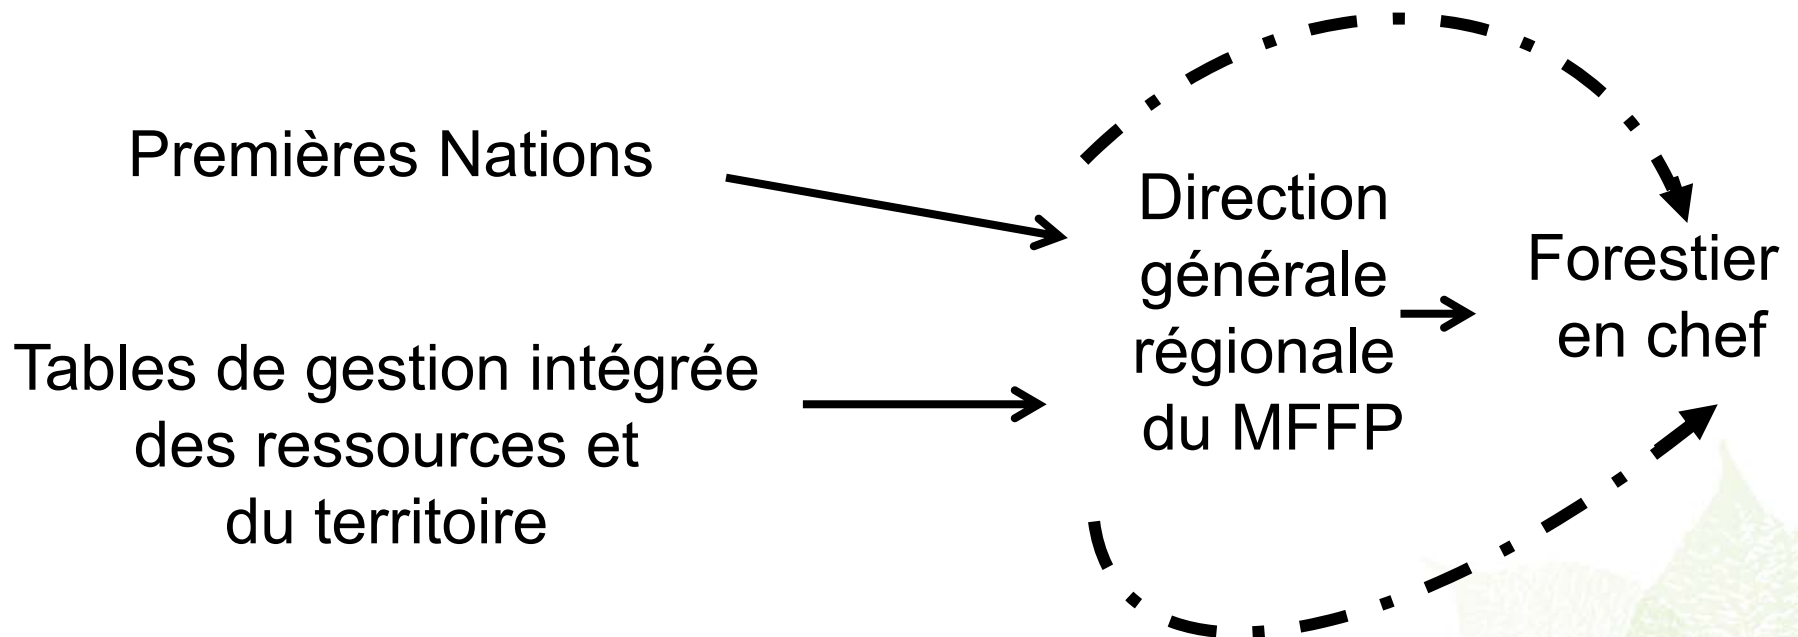 Premières Nations
Tables de gestion intégrée
des ressources et
du territoire
Direction
générale
régionale
du MFFP
Forestier
en chef